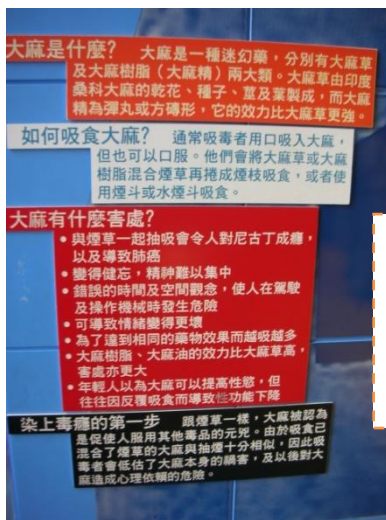 大麻是什麼? 大麻是一種迷幻藥，分別有大麻草
及大麻樹脂（大麻精）兩大類。大麻草由印度
桑科大麻的乾花、種子、莖及葉製成，而大麻
精為彈丸或方磚形，它的效力比大麻草更強。
如何吸食大麻? 通常吸毒者用口吸入大麻，
但也可以口服。他們會將大麻草或大麻
樹脂混合煙草再捲成煙枝吸食，或者使
用煙斗或水煙斗吸食。
大麻有什麼害處?
• 與煙草一起抽吸會令人對尼古丁成癮，
以及導致肺癌
• 變得健忘，精神難以集中
• 錯誤的時間及空間觀念，使人在駕駛
及操作機械時發生危險
• 可導致情緒變得更壞
• 為了達到相同的藥物效果而越吸越多
• 大麻樹脂、大麻油的效力比大麻草高，
害處亦更大
• 年輕人以為大麻可以提高性慾，但
往往因反覆吸食而導致性功能下降
染上毒癮的第一步 跟煙草一樣，大麻被認為
是促使人服用其他毒品的元兇。由於吸食已
混合了煙草的大麻與抽煙十分相似，因此吸
毒者會低估了大麻本身的禍害，及以後對大
麻造成心理依賴的危險。